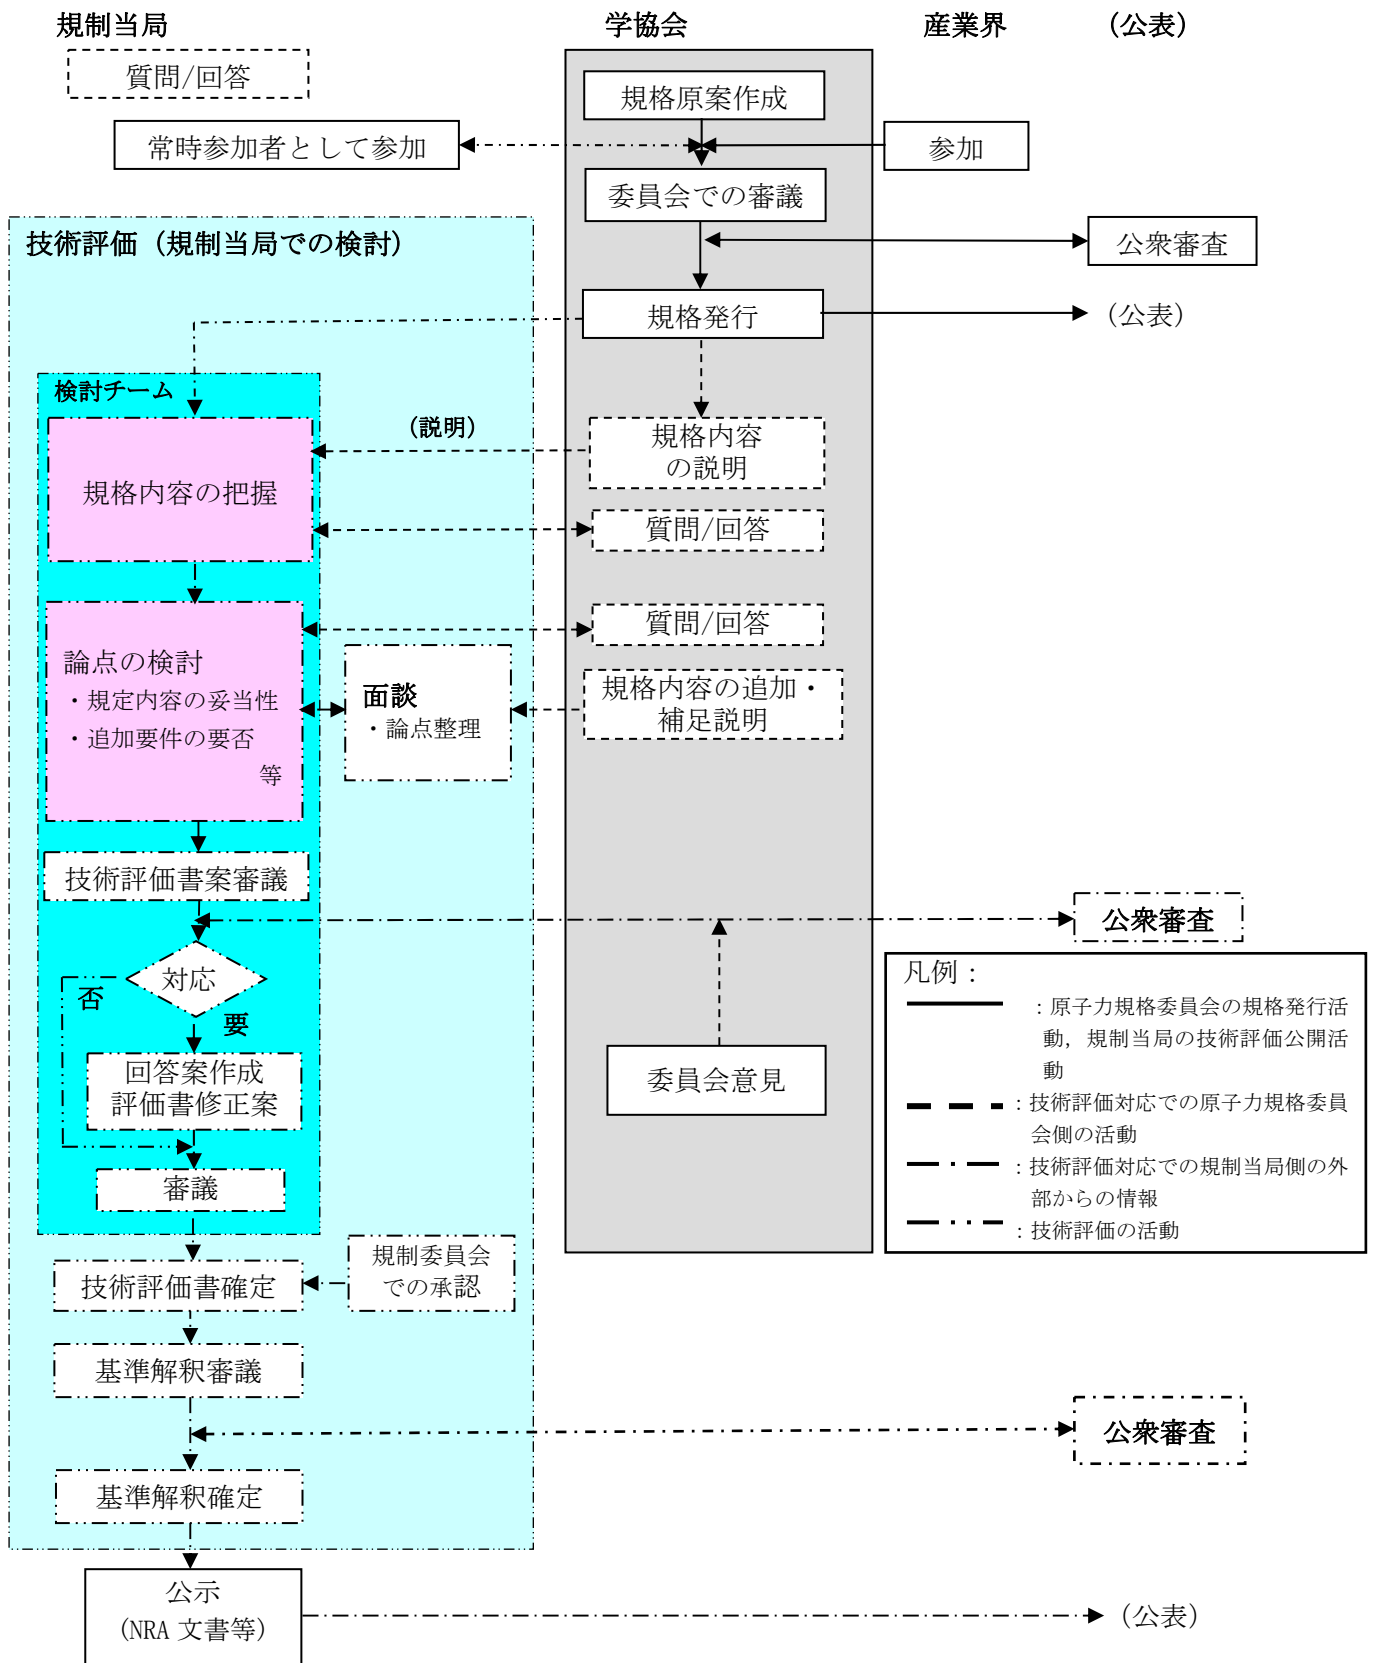 規制当局
学協会
産業界
(公表)
質問/回答
規格原案作成
常時参加者として参加
参加
委員会での審議
技術評価（規制当局での検討）
公衆審査
規格発行
（公表）
検討チーム
（説明）
規格内容
の説明
規格内容の把握
質問/回答
質問/回答
論点の検討
・規定内容の妥当性
・追加要件の要否
等
面談
・論点整理
規格内容の追加・
補足説明
技術評価書案審議
公衆審査
対応
否
要
回答案作成
評価書修正案
委員会意見
審議
凡例：
：原子力規格委員会の規格発行活
動，規制当局の技術評価公開活
動
：技術評価対応での原子力規格委員
会側の活動
：技術評価対応での規制当局側の外
部からの情報
：技術評価の活動
技術評価書確定
規制委員会
での承認
基準解釈審議
公衆審査
基準解釈確定
公示
（NRA 文書等）
（公表）